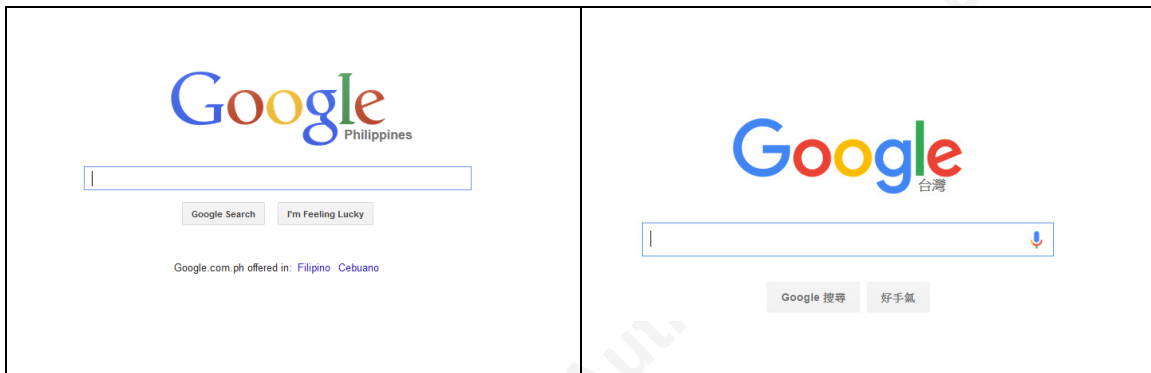 Google
Philippines
Google Search I'm Feeling Lucky
Google.com.ph offered in: Filipino Cebuano
Google
台灣
Google 搜尋 好手氣